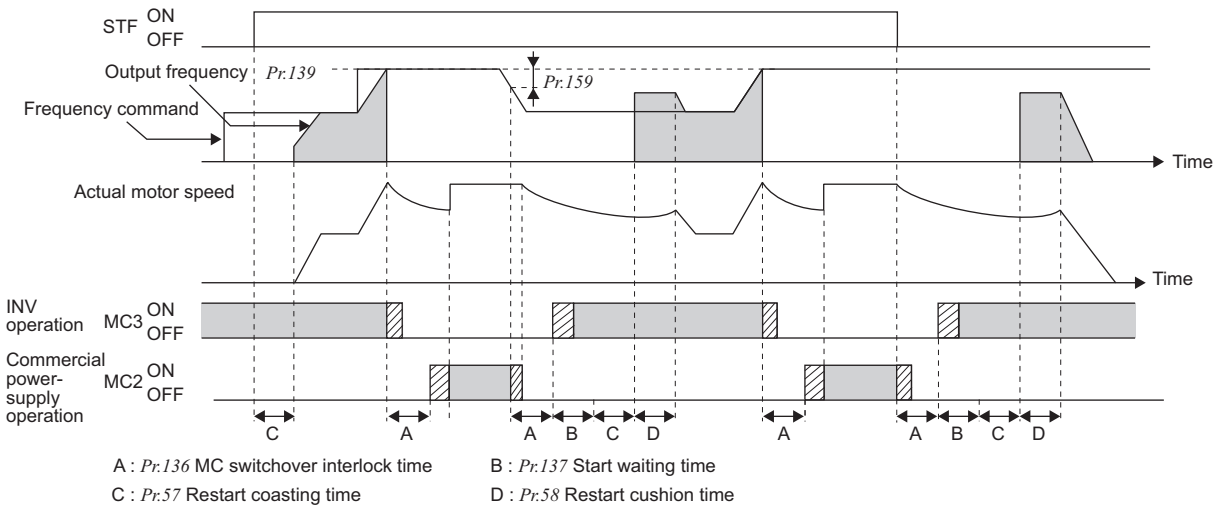 STF ON
OFF
Output frequency
Pr.139
Pr.159
Frequency command
Time
Actual motor speed
Time
INV
operation
MC3 ON
OFF
Commercial
power-
supply
operation
MC2 ON
OFF
C A A B C D A A B C D
A : Pr.136 MC switchover interlock time
B : Pr.137 Start waiting time
C : Pr.57 Restart coasting time
D : Pr.58 Restart cushion time